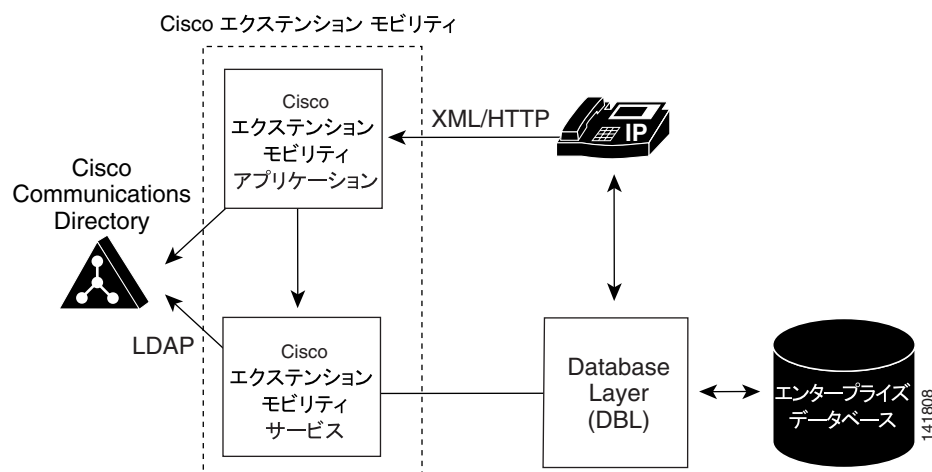 Cisco エクステンション モビリティ
Cisco
エクステンション
モビリティ
アプリケーション
XML/HTTP
IP
Cisco
Communications
Directory
LDAP
Cisco
エクステンション
モビリティ
サービス
Database
Layer
(DBL)
エンタープライズ
データベース
141808